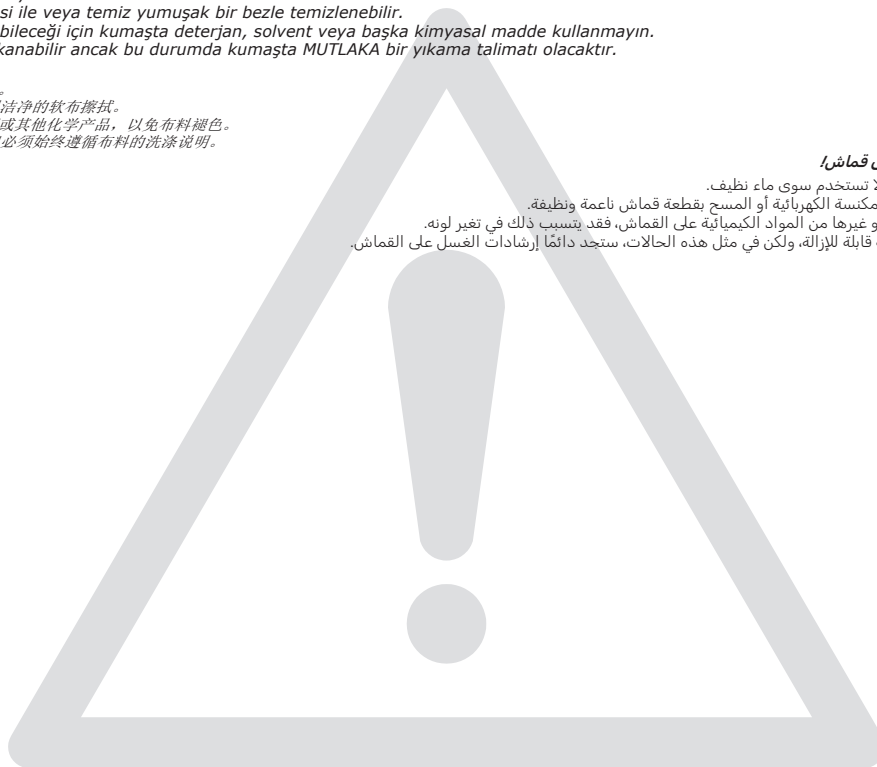 si ile veya temiz yumuşak bir bezle temizlenebilir.
bileceği için kumaşta deterjan, solvent veya başka kimyasal madde kullanmayın.
kanabilir ancak bu durumda kumaşta MUTLAKA bir yıkama talimatı olacaktır.
。
洁净的软布擦拭。
或其他化学产品，以免布料褪色。
必须始终遵循布料的洗涤说明。
قماش!
لا تستخدم سوى ماء نظيف.
مكنسة الكهربائية أو المسح بقطعة قماش ناعمة ونظيفة.
و غيرها من المواد الكيميائية على القماش، فقد يتسبب ذلك في تغير لونه.
قابلة للإزالة، ولكن في مثل هذه الحالات، ستجد دائمًا إرشادات الغسل على القماش.